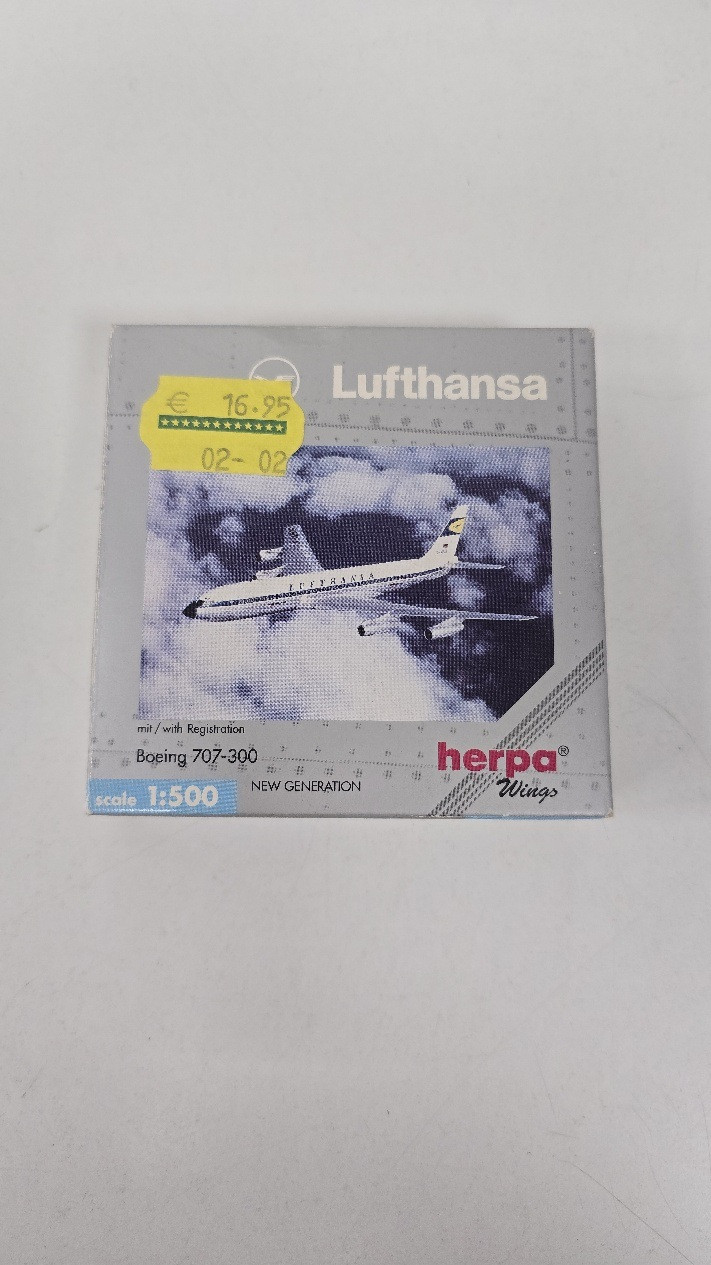 Lufthansa
€ 16.95
02-02
LUFTHANSA
mit / with Registration
Boeing 707-300
herpa®
Wings
scale 1:500
NEW GENERATION